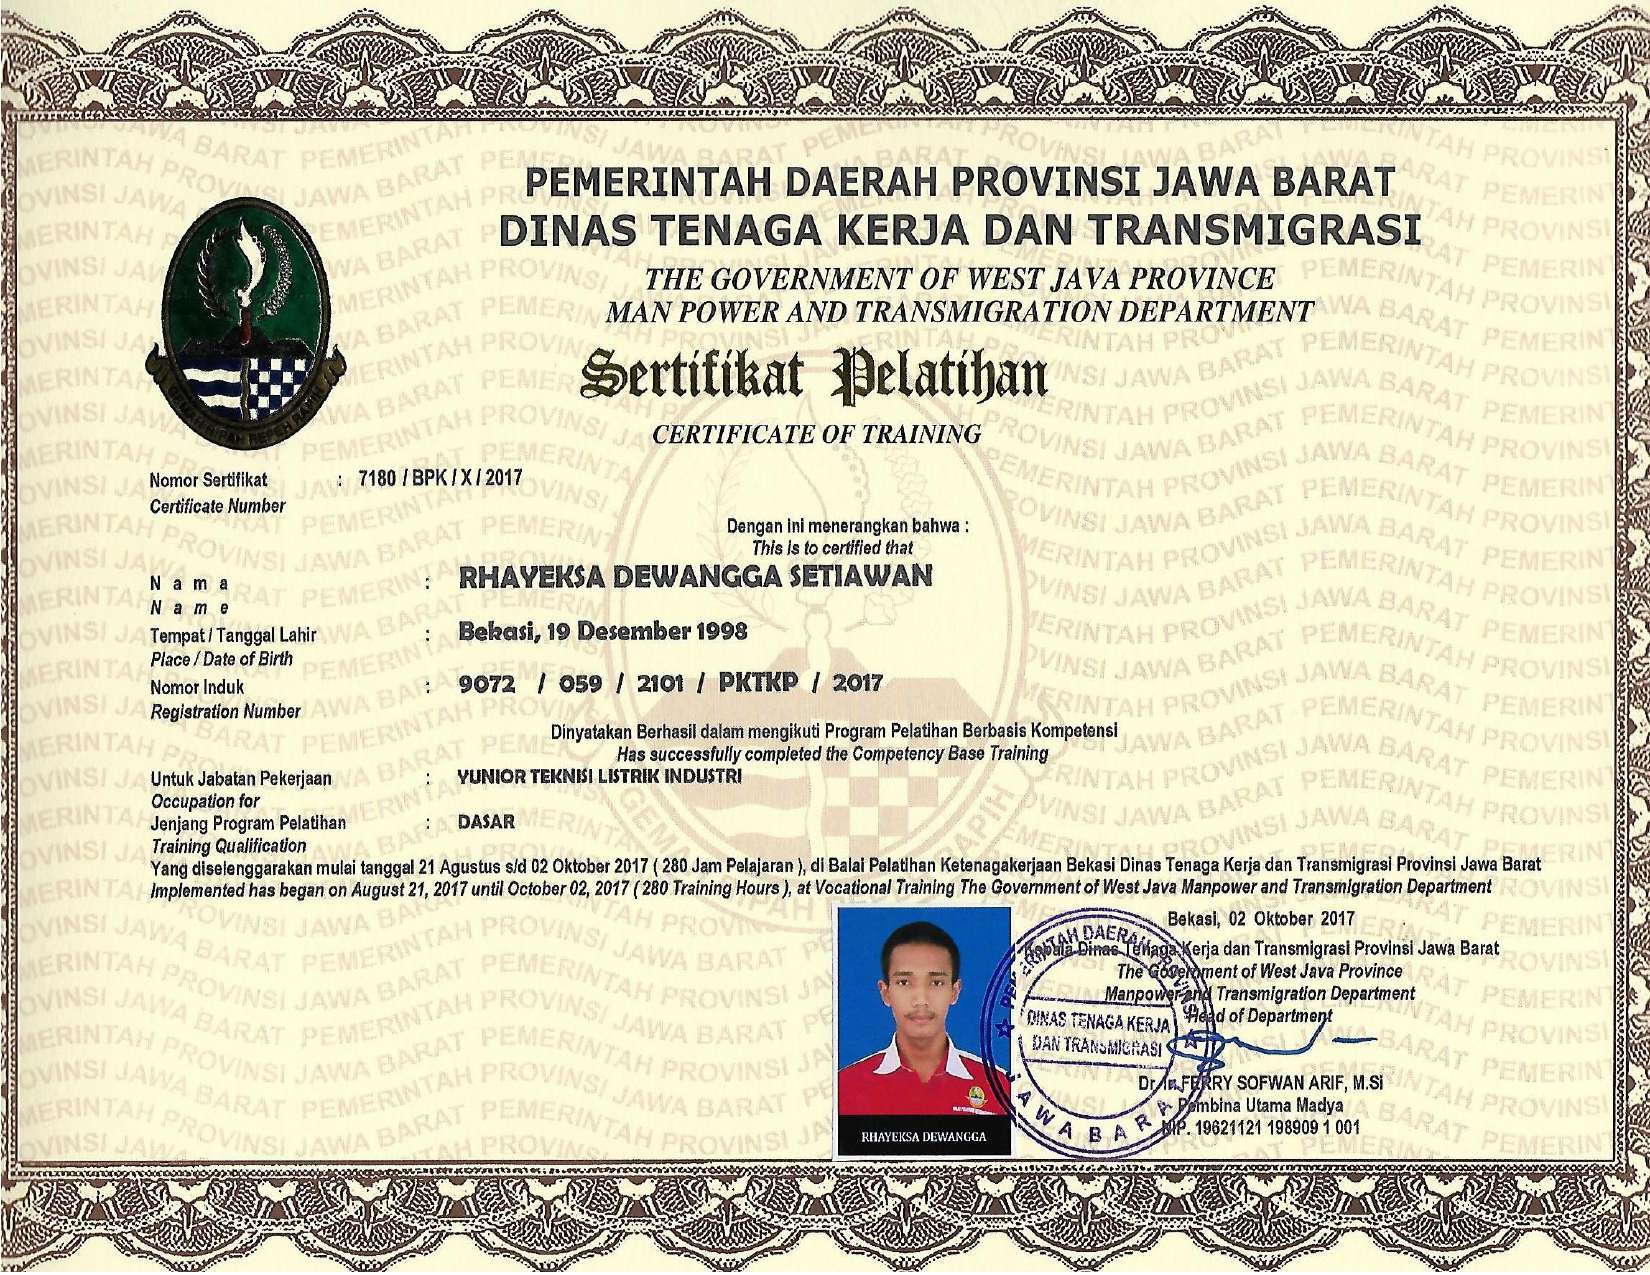 PEMERINTAH DAERAH PROVINSI JAWA BARAT
DINAS TENAGA KERJA DAN TRANSMIGRASI
THE GOVERNMENT OF WEST JAVA PROVINCE
MAN POWER AND TRANSMIGRATION DEPARTMENT
Sertifikat Pelatihan
CERTIFICATE OF TRAINING
Nomor Sertifikat : 7180 / BPK / X / 2017
Certificate Number
Dengan ini menerangkan bahwa :
This is to certified that
N a m a : RHAYEKSA DEWANGGA SETIAWAN
N a m e
Tempat / Tanggal Lahir : Bekasi, 19 Desember 1998
Place / Date of Birth
Nomor Induk : 9072 / 059 / 2101 / PKTKP / 2017
Registration Number
Dinyatakan Berhasil dalam mengikuti Program Pelatihan Berbasis Kompetensi
Has successfully completed the Competency Base Training
Untuk Jabatan Pekerjaan : YUNIOR TEKNISI LISTRIK INDUSTRI
Occupation for
Jenjang Program Pelatihan : DASAR
Training Qualification
Yang diselenggarakan mulai tanggal 21 Agustus s/d 02 Oktober 2017 ( 280 Jam Pelajaran ), di Balai Pelatihan Ketenagakerjaan Bekasi Dinas Tenaga Kerja dan Transmigrasi Provinsi Jawa Barat
Implemented has began on August 21, 2017 until October 02, 2017 ( 280 Training Hours ), at Vocational Training The Government of West Java Manpower and Transmigration Department
Bekasi, 02 Oktober 2017
Kepala Dinas Tenaga Kerja dan Transmigrasi Provinsi Jawa Barat
The Government of West Java Province
Manpower and Transmigration Department
Head of Department
PEMERINTAH DAERAH PROVINSI
DINAS TENAGA KERJA
DAN TRANSMIGRASI
JAWA BARAT
Dr. Ir. FERRY SOFWAN ARIF, M.Si
Pembina Utama Madya
NIP. 19621121 198909 1 001
RHAYEKSA DEWANGGA